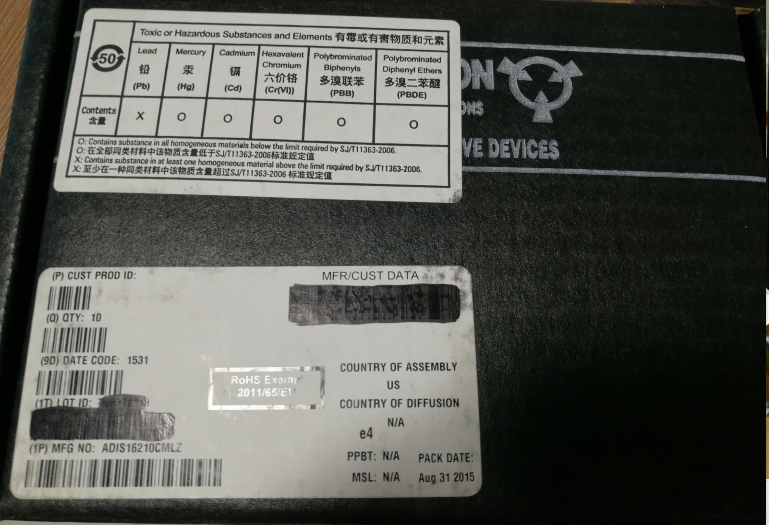 Toxic or Hazardous Substances and Elements 有毒或有害物质和元素
50
Lead 铅 (Pb)
Mercury 汞 (Hg)
Cadmium 镉 (Cd)
Hexavalent Chromium 六价铬 (Cr(VI))
Polybrominated Biphenyls 多溴联苯 (PBB)
Polybrominated Diphenyl Ethers 多溴二苯醚 (PBDE)
Contents 含量 X O O O O O
O: Contains substance in all homogeneous materials below the limit required by SJ/T11363-2006.
O: 在全部同类材料中该物质含量低于SJ/T11363-2006标准规定值
X: Contains substance in at least one homogeneous material above the limit required by SJ/T11363-2006.
X: 至少在一种同类材料中该物质含量超过SJ/T11363-2006 标准规定值
ON
ONS
VE DEVICES
(P) CUST PROD ID:
MFR/CUST DATA
(Q) QTY: 10
(9D) DATE CODE: 1531
RoHS Exemp
2011/65/E
COUNTRY OF ASSEMBLY
US
COUNTRY OF DIFFUSION
N/A
(1T) LOT ID:
e4
(1P) MFG NO: ADIS16210CMLZ
PPBT: N/A PACK DATE:
MSL: N/A Aug 31 2015